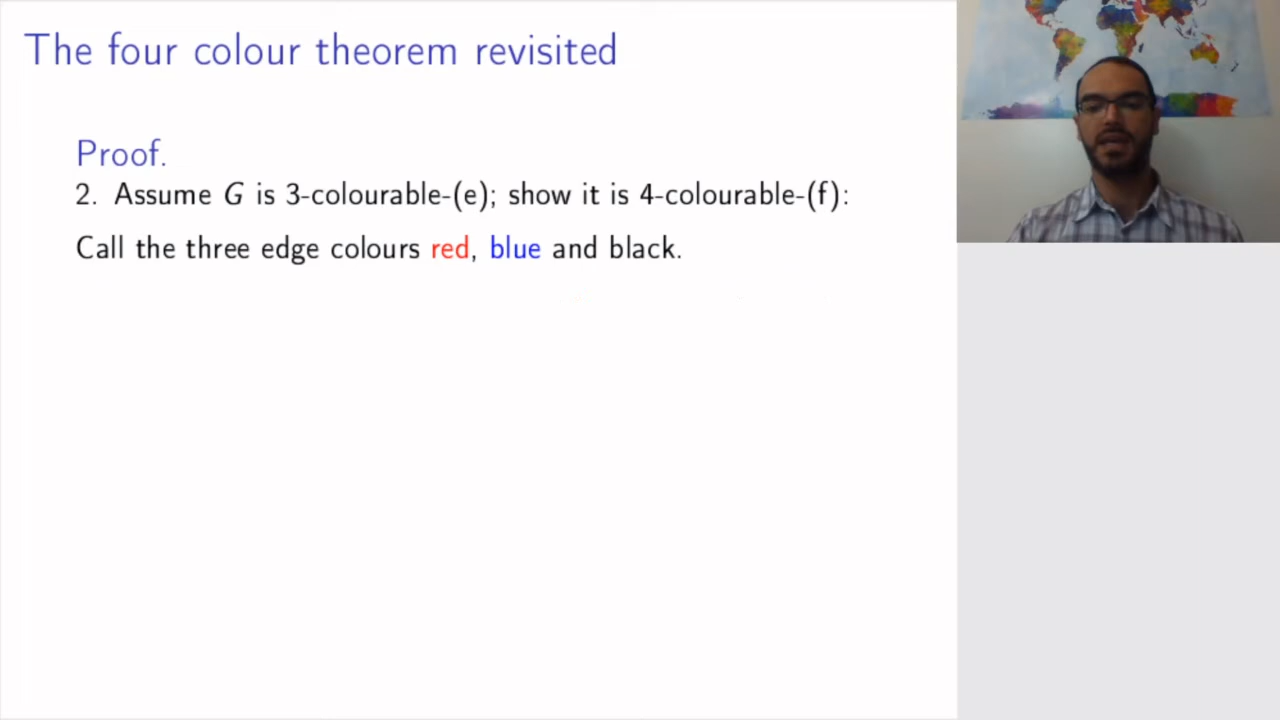 The four colour theorem revisited
Proof.
2. Assume G is 3-colourable-(e); show it is 4-colourable-(f):
Call the three edge colours red, blue and black.